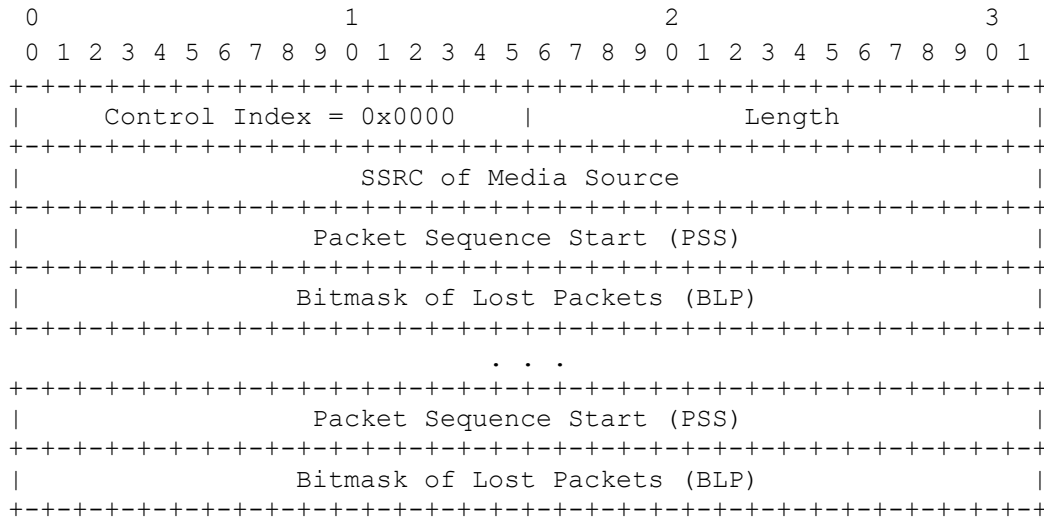 0                   1                   2                   3
 0 1 2 3 4 5 6 7 8 9 0 1 2 3 4 5 6 7 8 9 0 1 2 3 4 5 6 7 8 9 0 1
+-+-+-+-+-+-+-+-+-+-+-+-+-+-+-+-+-+-+-+-+-+-+-+-+-+-+-+-+-+-+-+-+
|     Control Index = 0x0000    |             Length            |
+-+-+-+-+-+-+-+-+-+-+-+-+-+-+-+-+-+-+-+-+-+-+-+-+-+-+-+-+-+-+-+-+
|                     SSRC of Media Source                      |
+-+-+-+-+-+-+-+-+-+-+-+-+-+-+-+-+-+-+-+-+-+-+-+-+-+-+-+-+-+-+-+-+
|                  Packet Sequence Start (PSS)                  |
+-+-+-+-+-+-+-+-+-+-+-+-+-+-+-+-+-+-+-+-+-+-+-+-+-+-+-+-+-+-+-+-+
|                 Bitmask of Lost Packets (BLP)                 |
+-+-+-+-+-+-+-+-+-+-+-+-+-+-+-+-+-+-+-+-+-+-+-+-+-+-+-+-+-+-+-+-+
                              . . .
+-+-+-+-+-+-+-+-+-+-+-+-+-+-+-+-+-+-+-+-+-+-+-+-+-+-+-+-+-+-+-+-+
|                  Packet Sequence Start (PSS)                  |
+-+-+-+-+-+-+-+-+-+-+-+-+-+-+-+-+-+-+-+-+-+-+-+-+-+-+-+-+-+-+-+-+
|                 Bitmask of Lost Packets (BLP)                 |
+-+-+-+-+-+-+-+-+-+-+-+-+-+-+-+-+-+-+-+-+-+-+-+-+-+-+-+-+-+-+-+-+